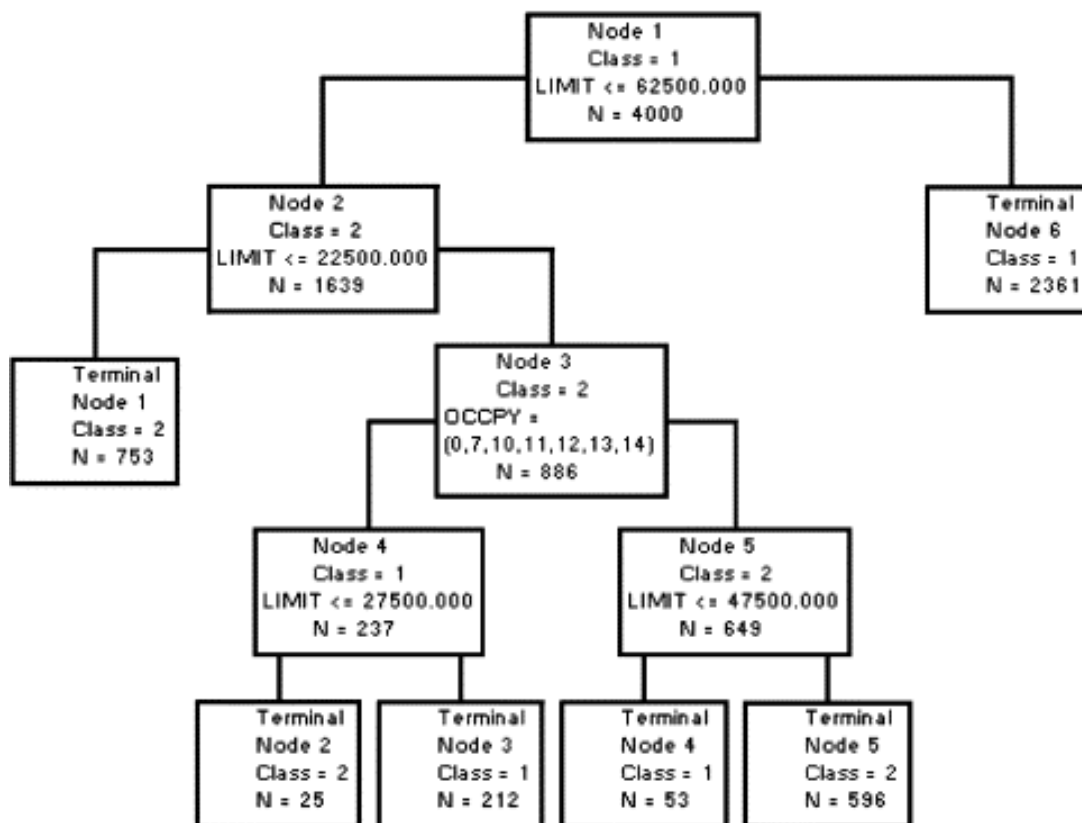 Node 1
Class = 1
LIMIT <= 62500.000
N = 4000
Node 2
Class = 2
LIMIT <= 22500.000
N = 1639
Terminal
Node 6
Class = 1
N = 2361
Terminal
Node 1
Class = 2
N = 753
Node 3
Class = 2
OCCPY =
(0,7,10,11,12,13,14)
N = 886
Node 4
Class = 1
LIMIT <= 27500.000
N = 237
Node 5
Class = 2
LIMIT <= 47500.000
N = 649
Terminal
Node 2
Class = 2
N = 25
Terminal
Node 3
Class = 1
N = 212
Terminal
Node 4
Class = 1
N = 53
Terminal
Node 5
Class = 2
N = 596